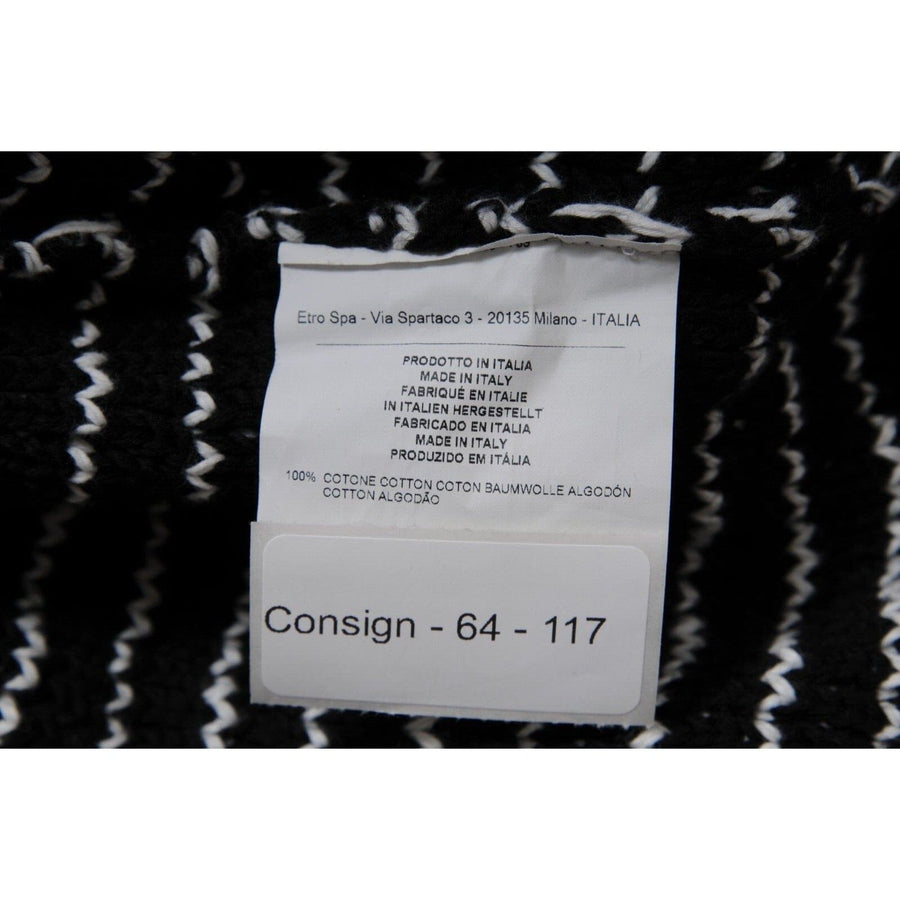 Etro Spa - Via Spartaco 3 - 20135 Milano - ITALIA
PRODOTTO IN ITALIA
MADE IN ITALY
FABRIQUÉ EN ITALIE
IN ITALIEN HERGESTELLT
FABRICADO EN ITALIA
MADE IN ITALY
PRODUZIDO EM ITÁLIA
100% COTONE COTTON COTON BAUMWOLLE ALGODÓN
COTTON ALGODÃO
Consign - 64 - 117